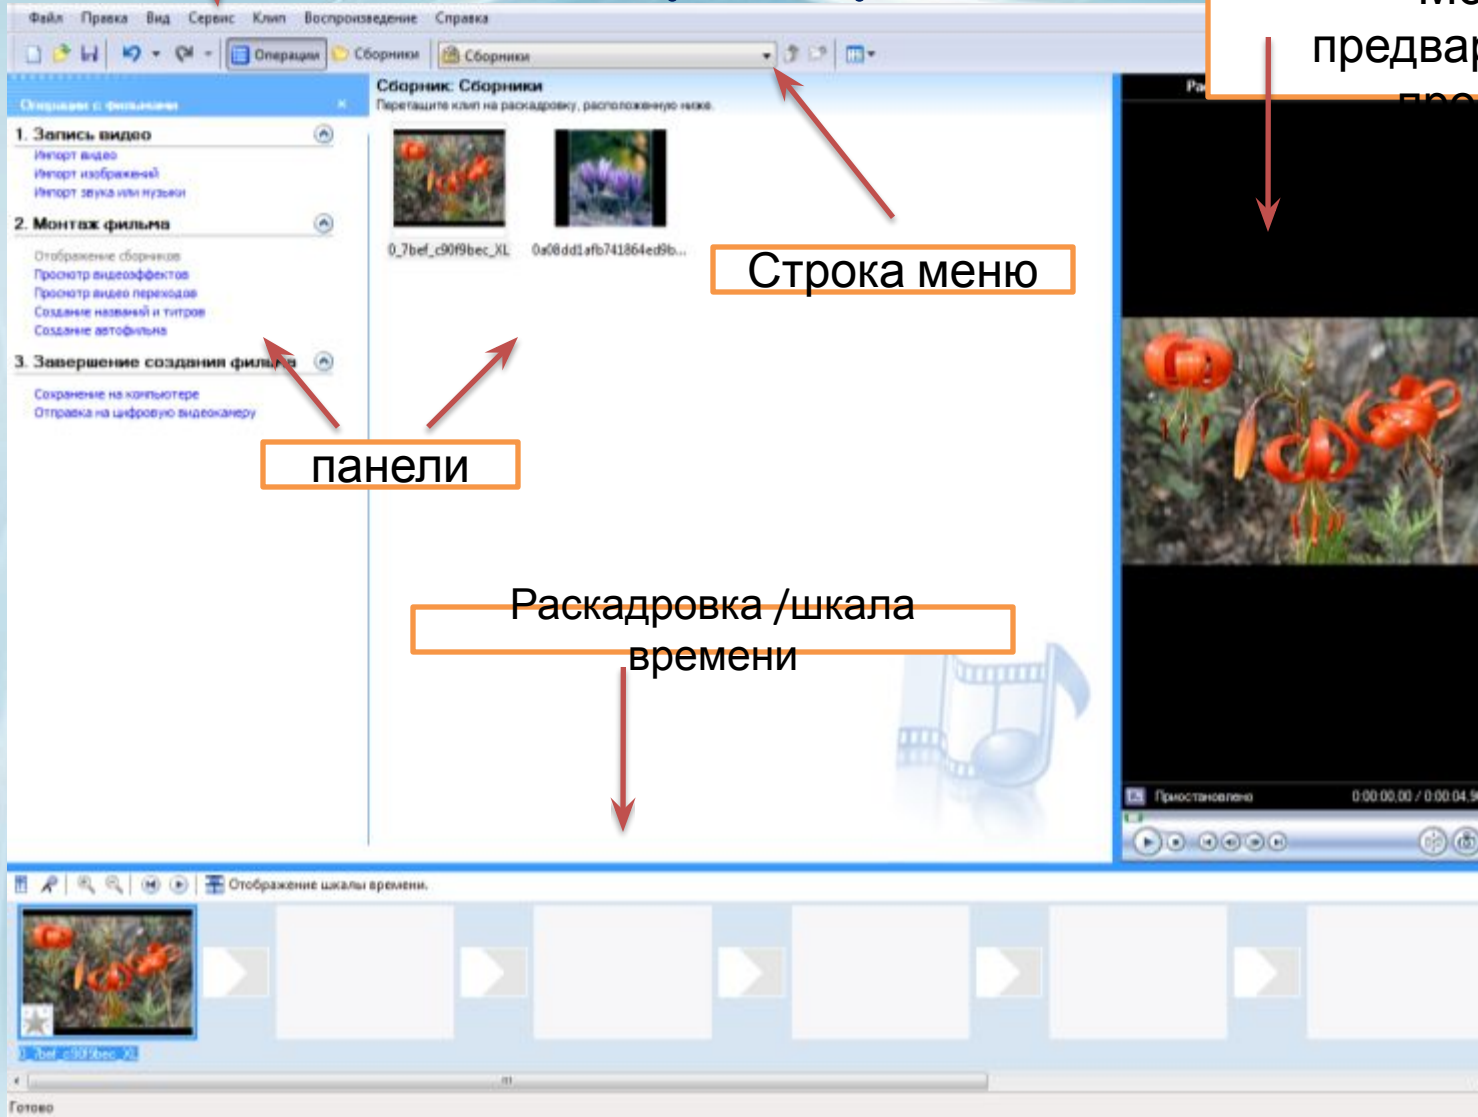 Файл Правка Вид Сервис Клип Воспроизведение Справка
Операции Сборники Сборники
Операции с фильмами
1. Запись видео
Импорт видео
Импорт изображений
Импорт звука или музыки
2. Монтаж фильма
Отображение сборников
Просмотр видеоэффектов
Просмотр видео переходов
Создание названий и титров
Создание автофильма
3. Завершение создания фильма
Сохранение на компьютере
Отправка на цифровую видеокамеру
Сборник: Сборники
Перетащите клип на раскадровку, расположенную ниже.
0_7bef_c90f9bec_XL 0a08dd1afb741864ed9b...
Строка меню
панели
Раскадровка /шкала
времени
Приостановлено
Отображение шкалы времени.
0_7bef_c90f9bec_XL
Готово